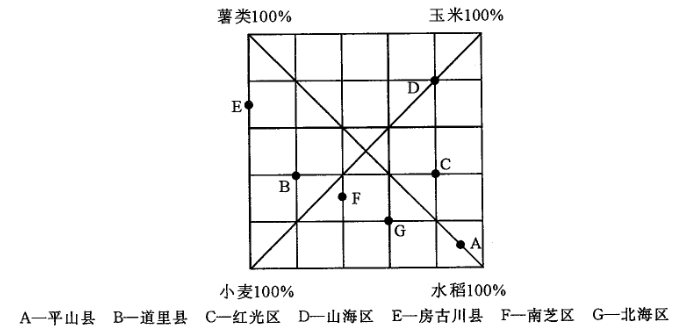 薯类100% 玉米100%
D
E
C
B
F
G
A
小麦100% 水稻100%
A—平山县 B—道里县 C—红光区 D—山海区 E—房古川县 F—南芝区 G—北海区